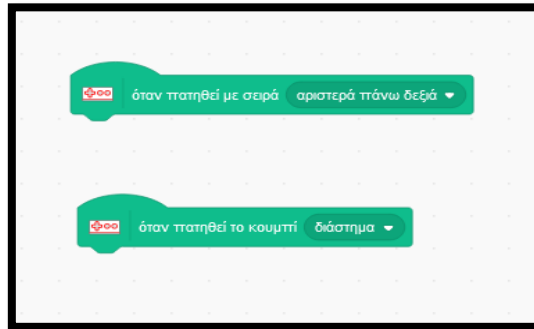 όταν πατηθεί με σειρά αριστερά πάνω δεξιά
όταν πατηθεί το κουμπί διάστημα